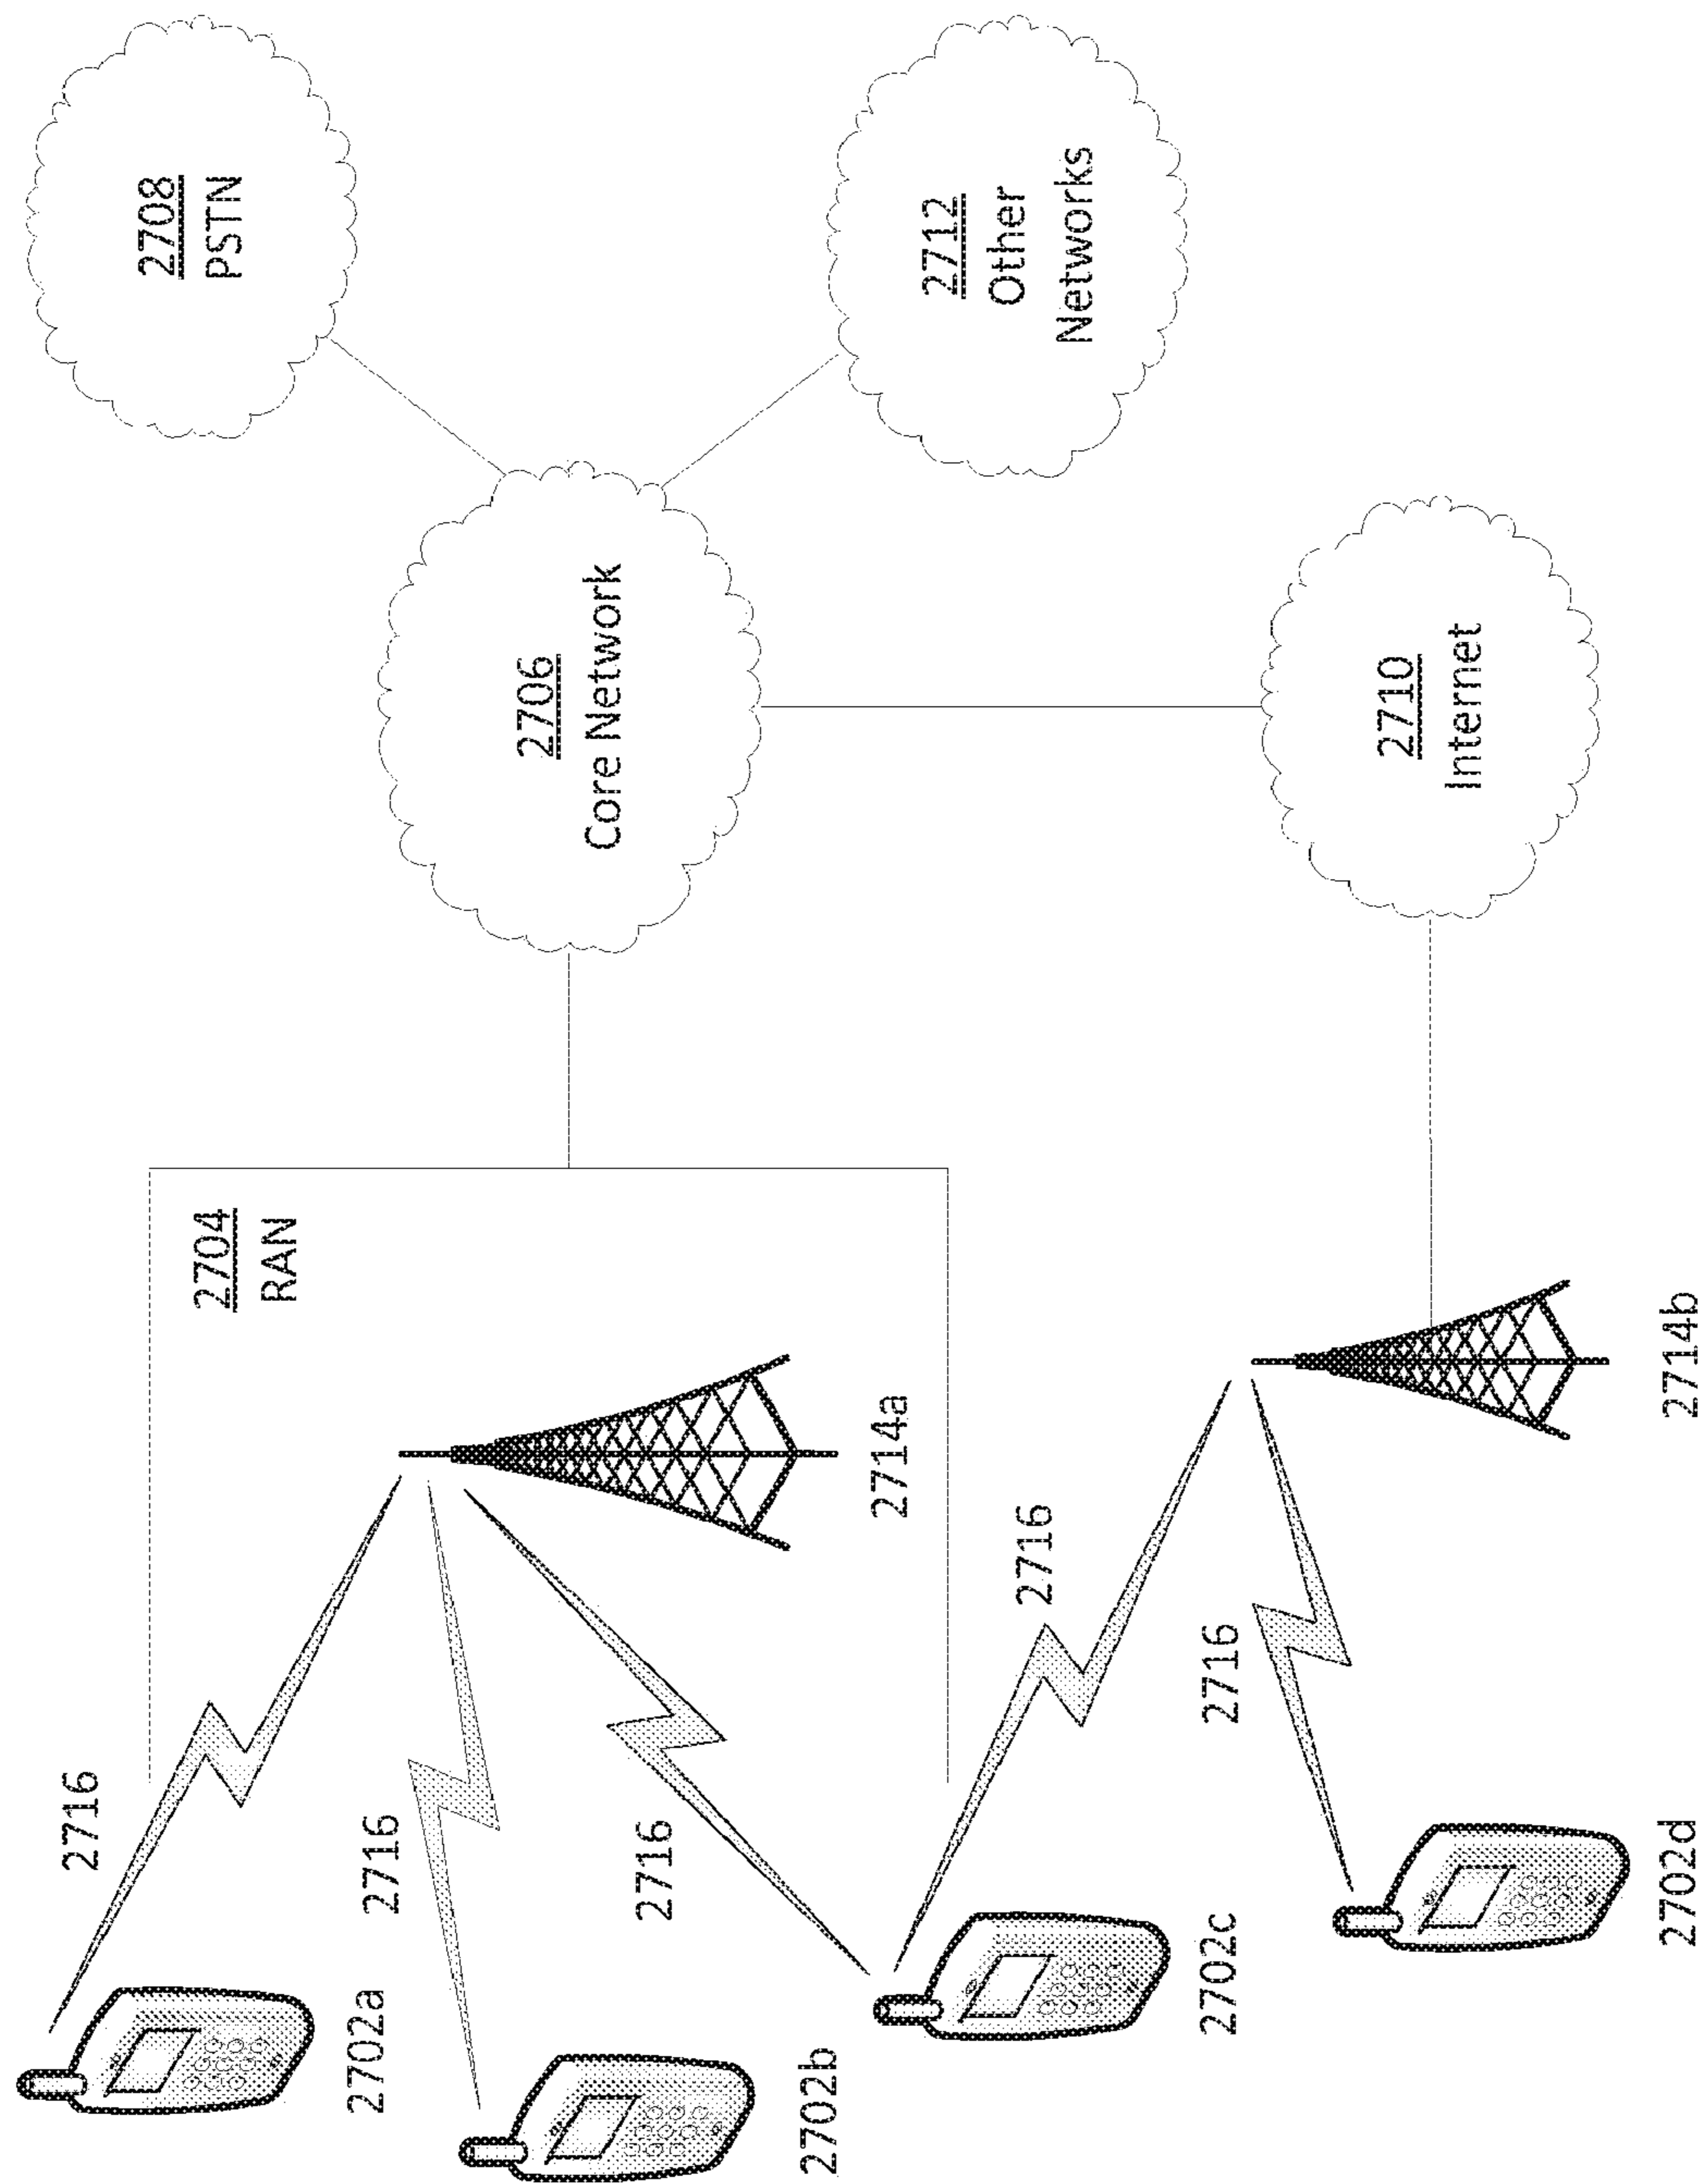 2708
PSTN
2706
Core Network
2712
Other
Networks
2704
RAN
2710
Internet
2716
2716
2716
2716
2716
2714a
2714b
2702a
2702b
2702c
2702d